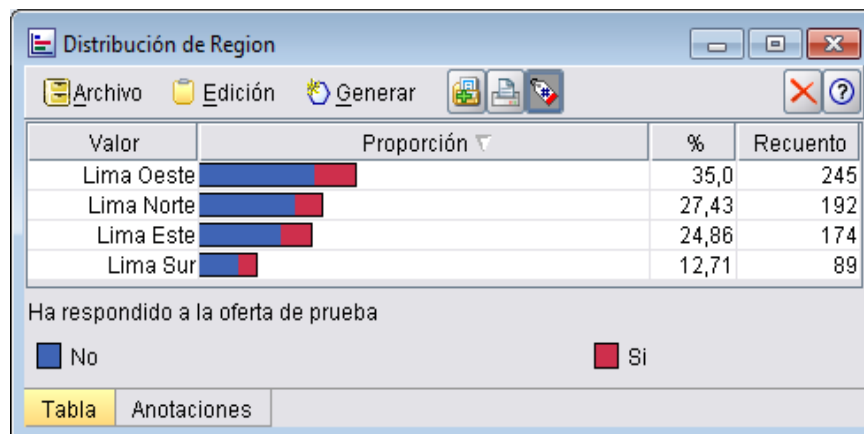 Distribución de Region
Archivo Edición Generar
Valor Proporción % Recuento
Lima Oeste 35,0 245
Lima Norte 27,43 192
Lima Este 24,86 174
Lima Sur 12,71 89
Ha respondido a la oferta de prueba
No Si
Tabla Anotaciones